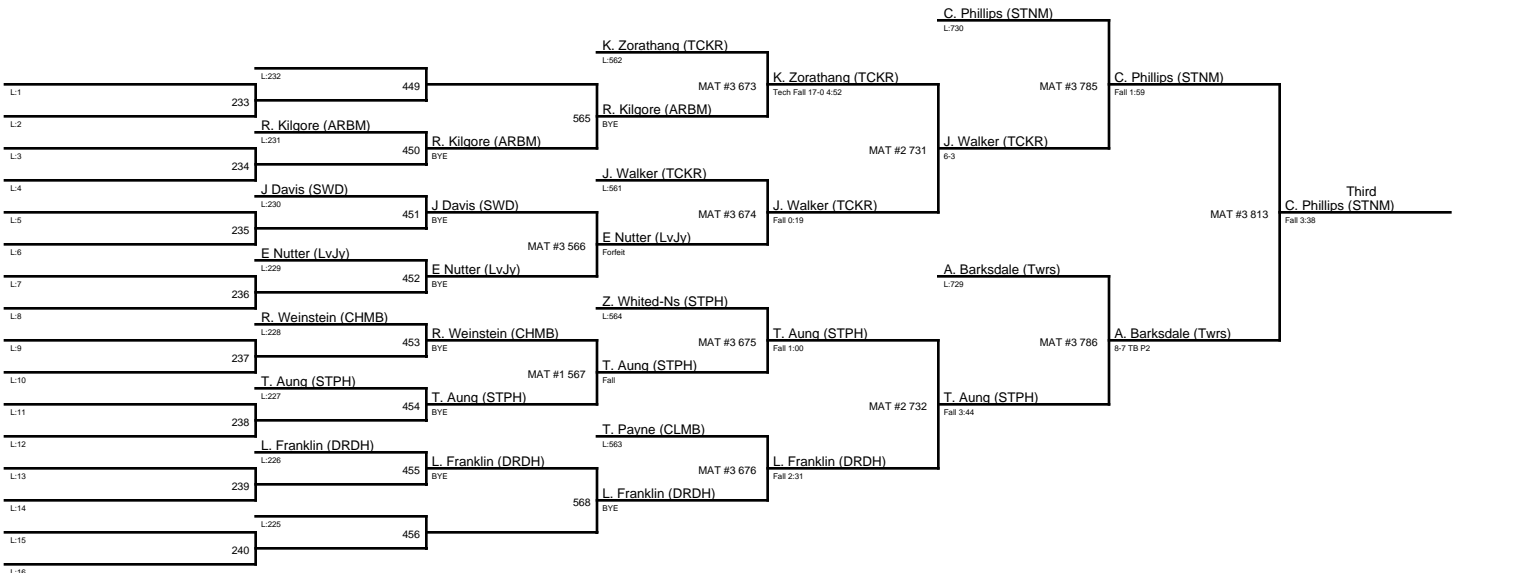 C. Phillips (STNM)
L:730
K. Zorathang (TCKR)
L:562
L:232
449
MAT #3 673
K. Zorathang (TCKR)
Tech Fall 17-0 4:52
MAT #3 785
C. Phillips (STNM)
Fall 1:59
L:1
233
565
R. Kilgore (ARBM)
BYE
L:2
R. Kilgore (ARBM)
L:231
450
R. Kilgore (ARBM)
BYE
MAT #2 731
J. Walker (TCKR)
6-3
L:3
234
J. Walker (TCKR)
L:561
L:4
J Davis (SWD)
L:230
451
J Davis (SWD)
BYE
MAT #3 674
J. Walker (TCKR)
Fall 0:19
MAT #3 813
Third
C. Phillips (STNM)
Fall 3:38
L:5
235
MAT #3 566
E Nutter (LvJy)
Forfeit
L:6
E Nutter (LvJy)
L:229
452
E Nutter (LvJy)
BYE
A. Barksdale (Twrs)
L:729
L:7
236
Z. Whited-Ns (STPH)
L:564
L:8
R. Weinstein (CHMB)
L:228
453
R. Weinstein (CHMB)
BYE
MAT #3 675
T. Aung (STPH)
Fall 1:00
MAT #3 786
A. Barksdale (Twrs)
8-7 TB P2
L:9
237
MAT #1 567
T. Aung (STPH)
Fall
L:10
T. Aung (STPH)
L:227
454
T. Aung (STPH)
BYE
MAT #2 732
T. Aung (STPH)
Fall 3:44
L:11
238
T. Payne (CLMB)
L:563
L:12
L. Franklin (DRDH)
L:226
455
L. Franklin (DRDH)
BYE
MAT #3 676
L. Franklin (DRDH)
Fall 2:31
L:13
239
568
L. Franklin (DRDH)
BYE
L:14
L:225
456
L:15
240
L:16